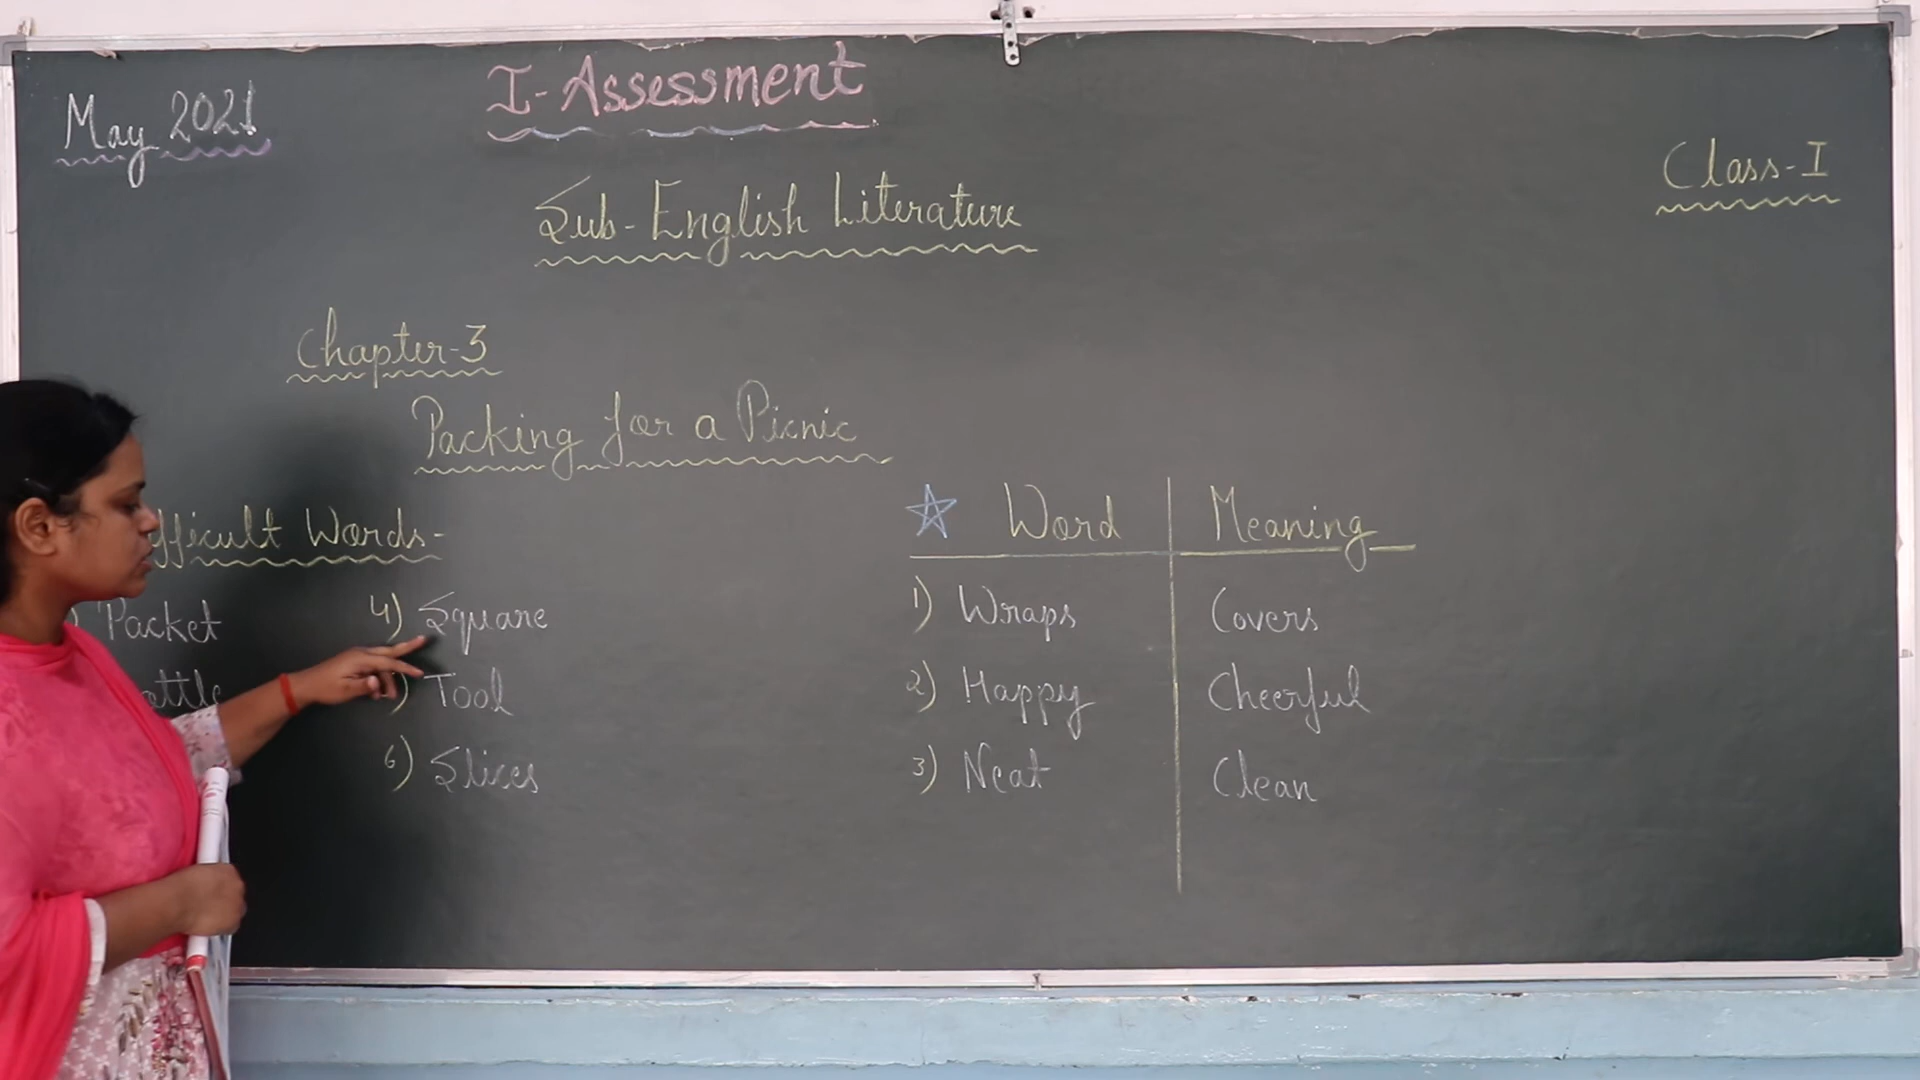 May 2021
I-Assessment
Class-I
Sub-English Literature
Chapter-3
Packing for a Picnic
Words-
Packet
4) Square
Tool
6) Slices
Word Meaning
1) Wraps Covers
2) Happy Cheerful
3) Neat Clean